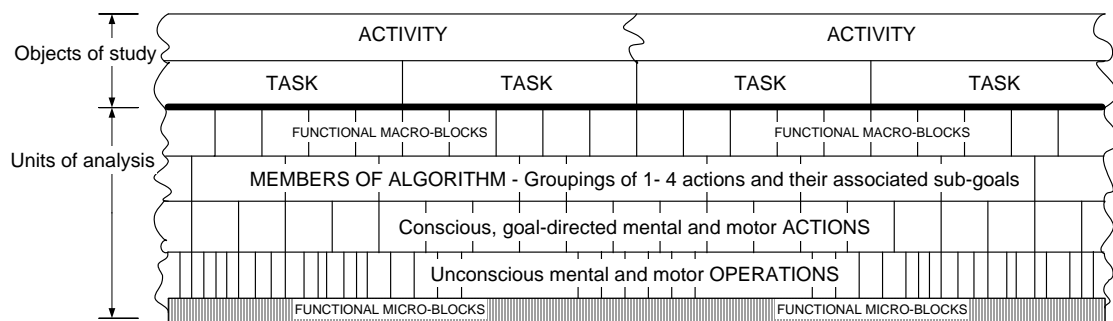 ACTIVITY ACTIVITY
Objects of study
TASK TASK TASK TASK
FUNCTIONAL MACRO-BLOCKS FUNCTIONAL MACRO-BLOCKS
Units of analysis
MEMBERS OF ALGORITHM - Groupings of 1- 4 actions and their associated sub-goals
Conscious, goal-directed mental and motor ACTIONS
Unconscious mental and motor OPERATIONS
FUNCTIONAL MICRO-BLOCKS FUNCTIONAL MICRO-BLOCKS